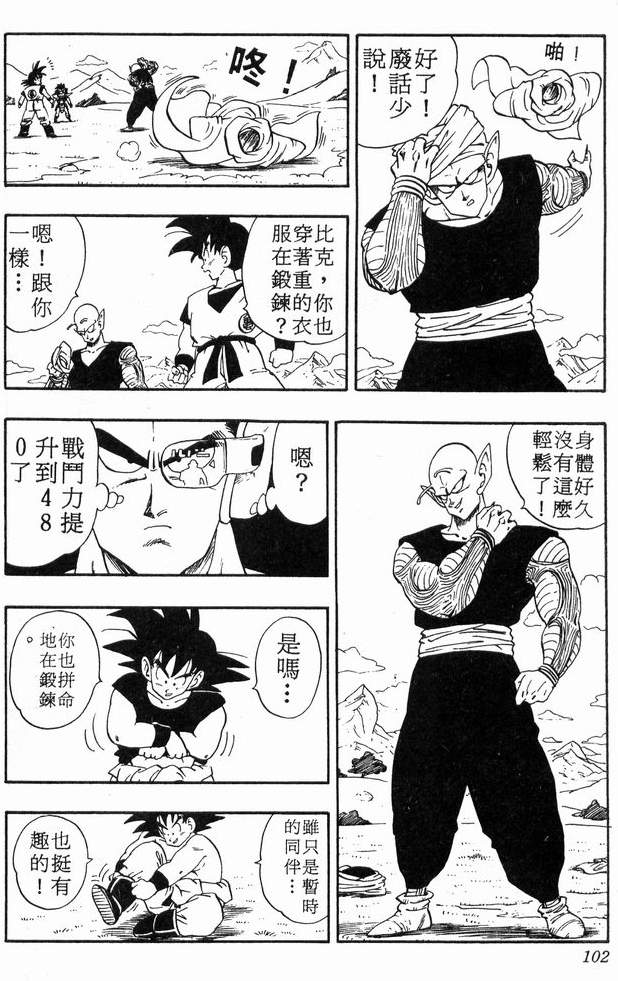 啪！
好了！
廢話少
說！
咚！
比克，你也
穿著重的衣
服在鍛鍊？
嗯！跟你
一樣…
身體好久
沒有這麼
輕鬆了！
嗯？
戰鬥力提
升到48
0了
是嗎…
你也拼命
地在鍛鍊
。
雖只是暫時
的同伴…
也挺有
趣的！
102